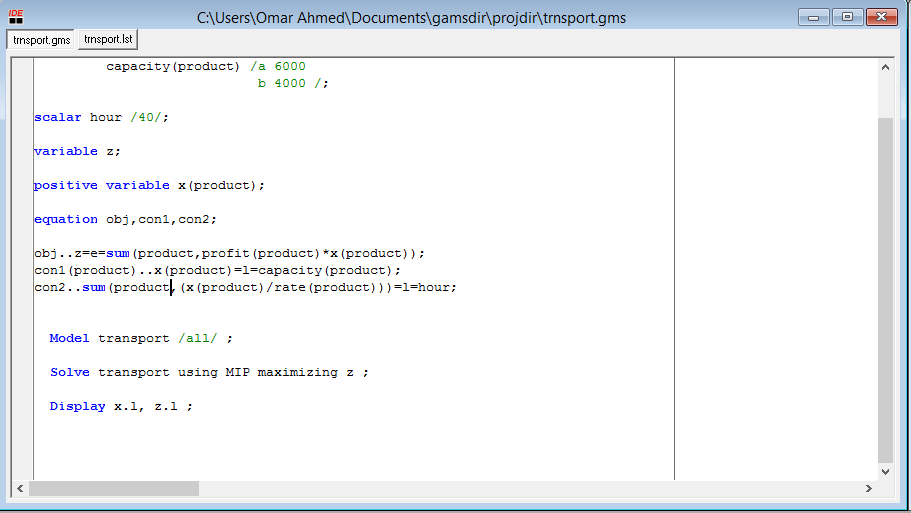 IDE
C:\Users\Omar Ahmed\Documents\gamsdir\projdir\trnsport.gms
trnsport.gms trnsport.lst
capacity(product) /a 6000
b 4000 /;
scalar hour /40/;
variable z;
positive variable x(product);
equation obj,con1,con2;
obj..z=e=sum(product,profit(product)*x(product));
con1(product)..x(product)=l=capacity(product);
con2..sum(product,(x(product)/rate(product)))=l=hour;
Model transport /all/ ;
Solve transport using MIP maximizing z ;
Display x.l, z.l ;